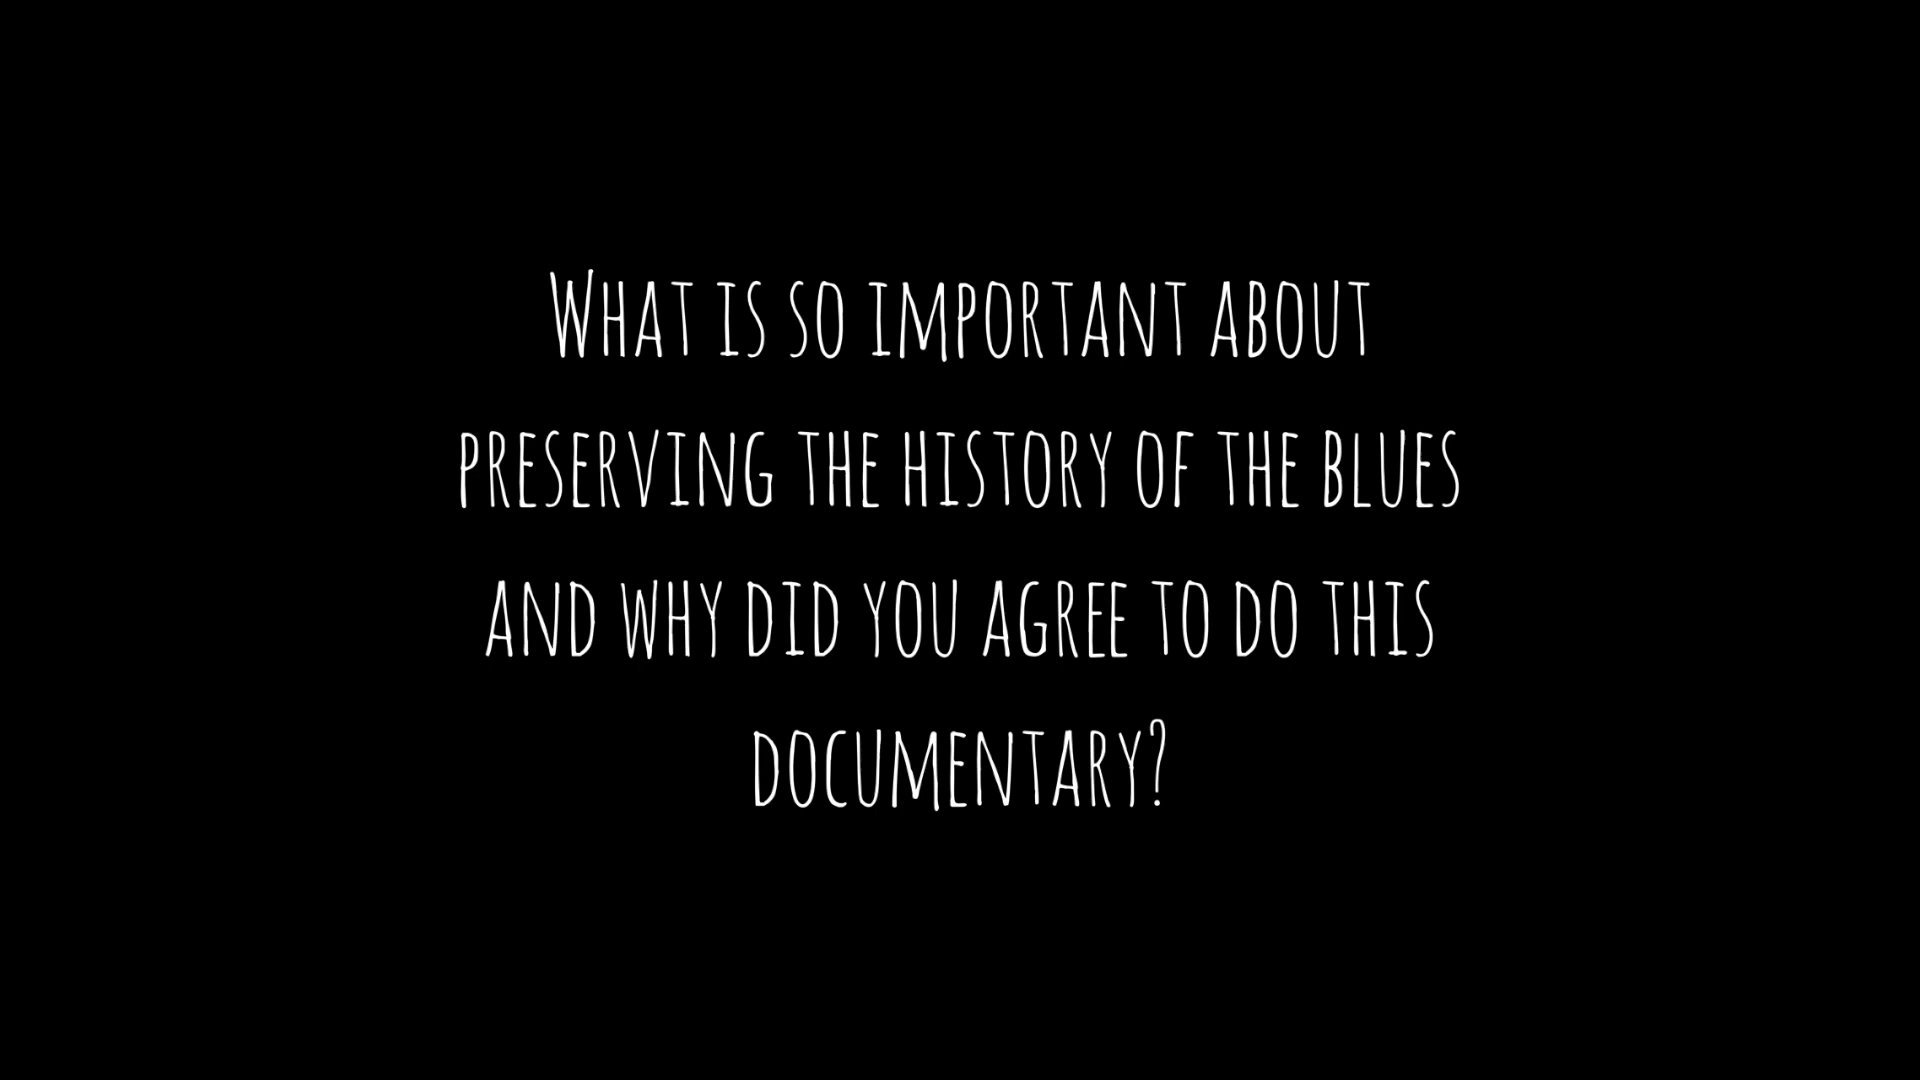 What is so important about
preserving the history of the blues
and why did you agree to do this
documentary?